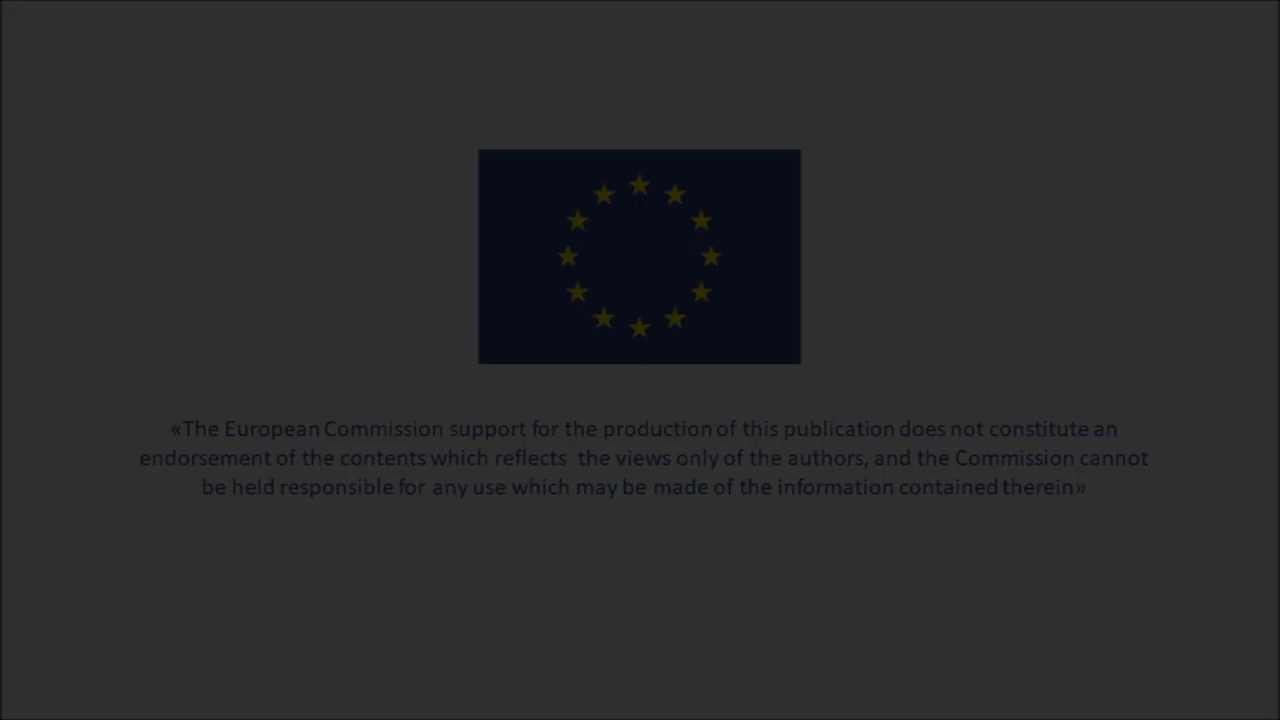 «The European Commission support for the production of this publication does not constitute an
endorsement of the contents which reflects the views only of the authors, and the Commission cannot
be held responsible for any use which may be made of the information contained therein»